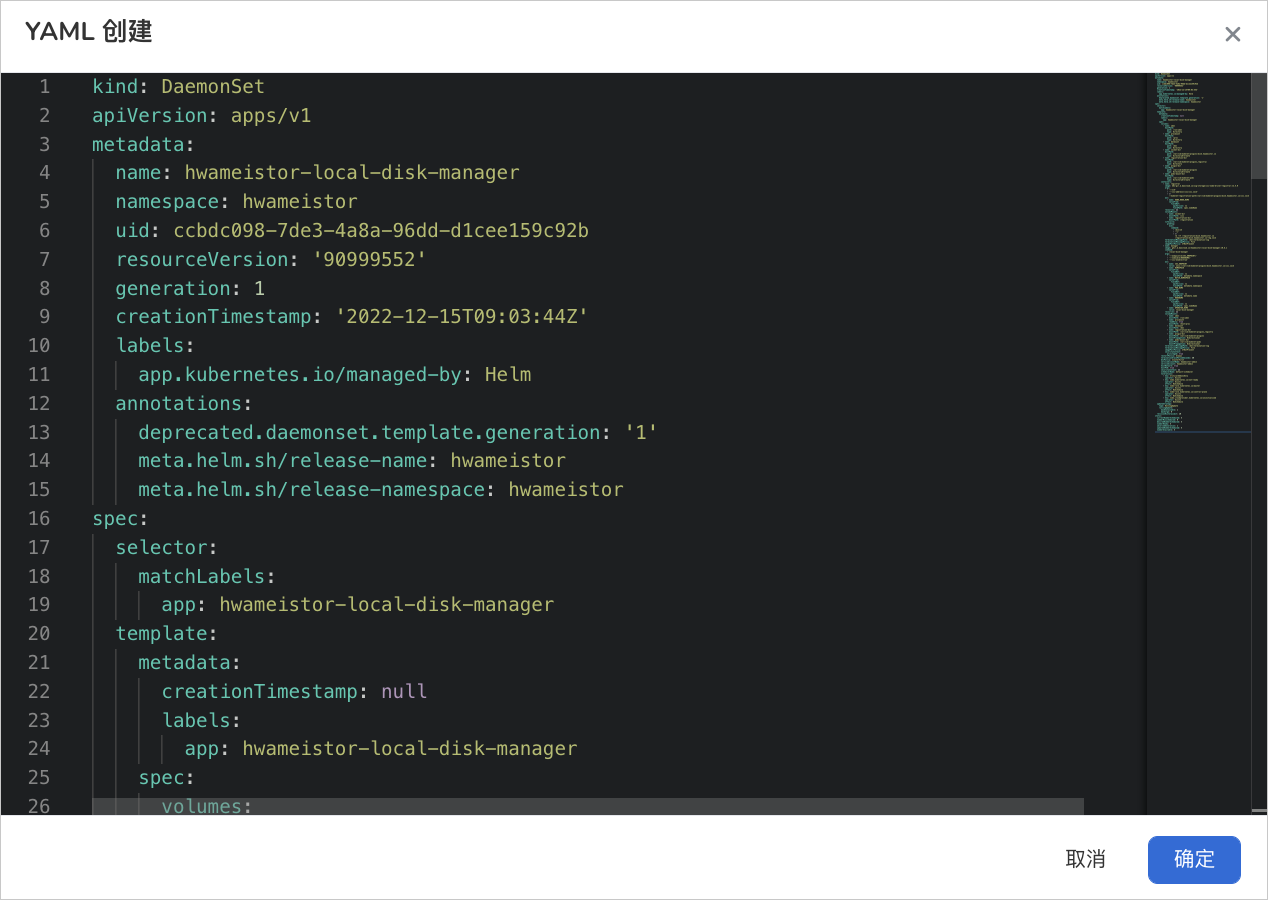 YAML 创建
1 kind: DaemonSet
2 apiVersion: apps/v1
3 metadata:
4 name: hwameistor-local-disk-manager
5 namespace: hwameistor
6 uid: ccbdc098-7de3-4a8a-96dd-d1cee159c92b
7 resourceVersion: '90999552'
8 generation: 1
9 creationTimestamp: '2022-12-15T09:03:44Z'
10 labels:
11 app.kubernetes.io/managed-by: Helm
12 annotations:
13 deprecated.daemonset.template.generation: '1'
14 meta.helm.sh/release-name: hwameistor
15 meta.helm.sh/release-namespace: hwameistor
16 spec:
17 selector:
18 matchLabels:
19 app: hwameistor-local-disk-manager
20 template:
21 metadata:
22 creationTimestamp: null
23 labels:
24 app: hwameistor-local-disk-manager
25 spec:
26 volumes:
取消
确定